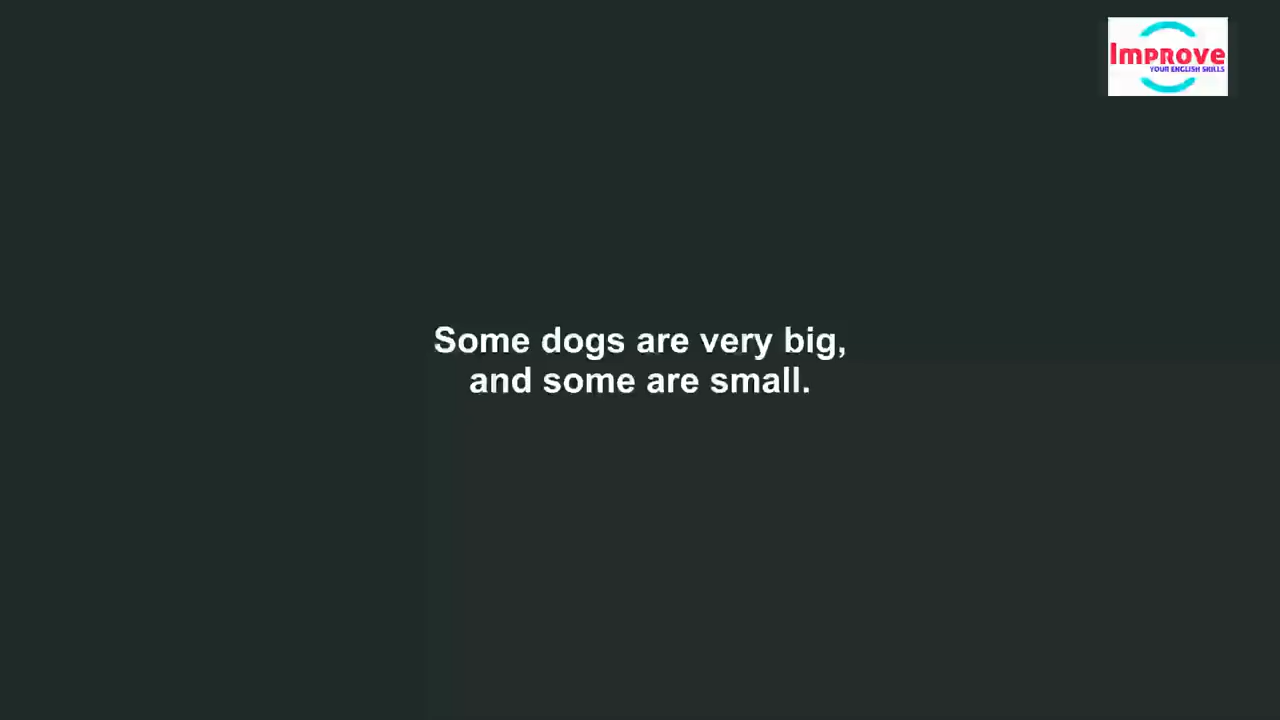 Improve
YOUR ENGLISH SKILLS
Some dogs are very big,
and some are small.